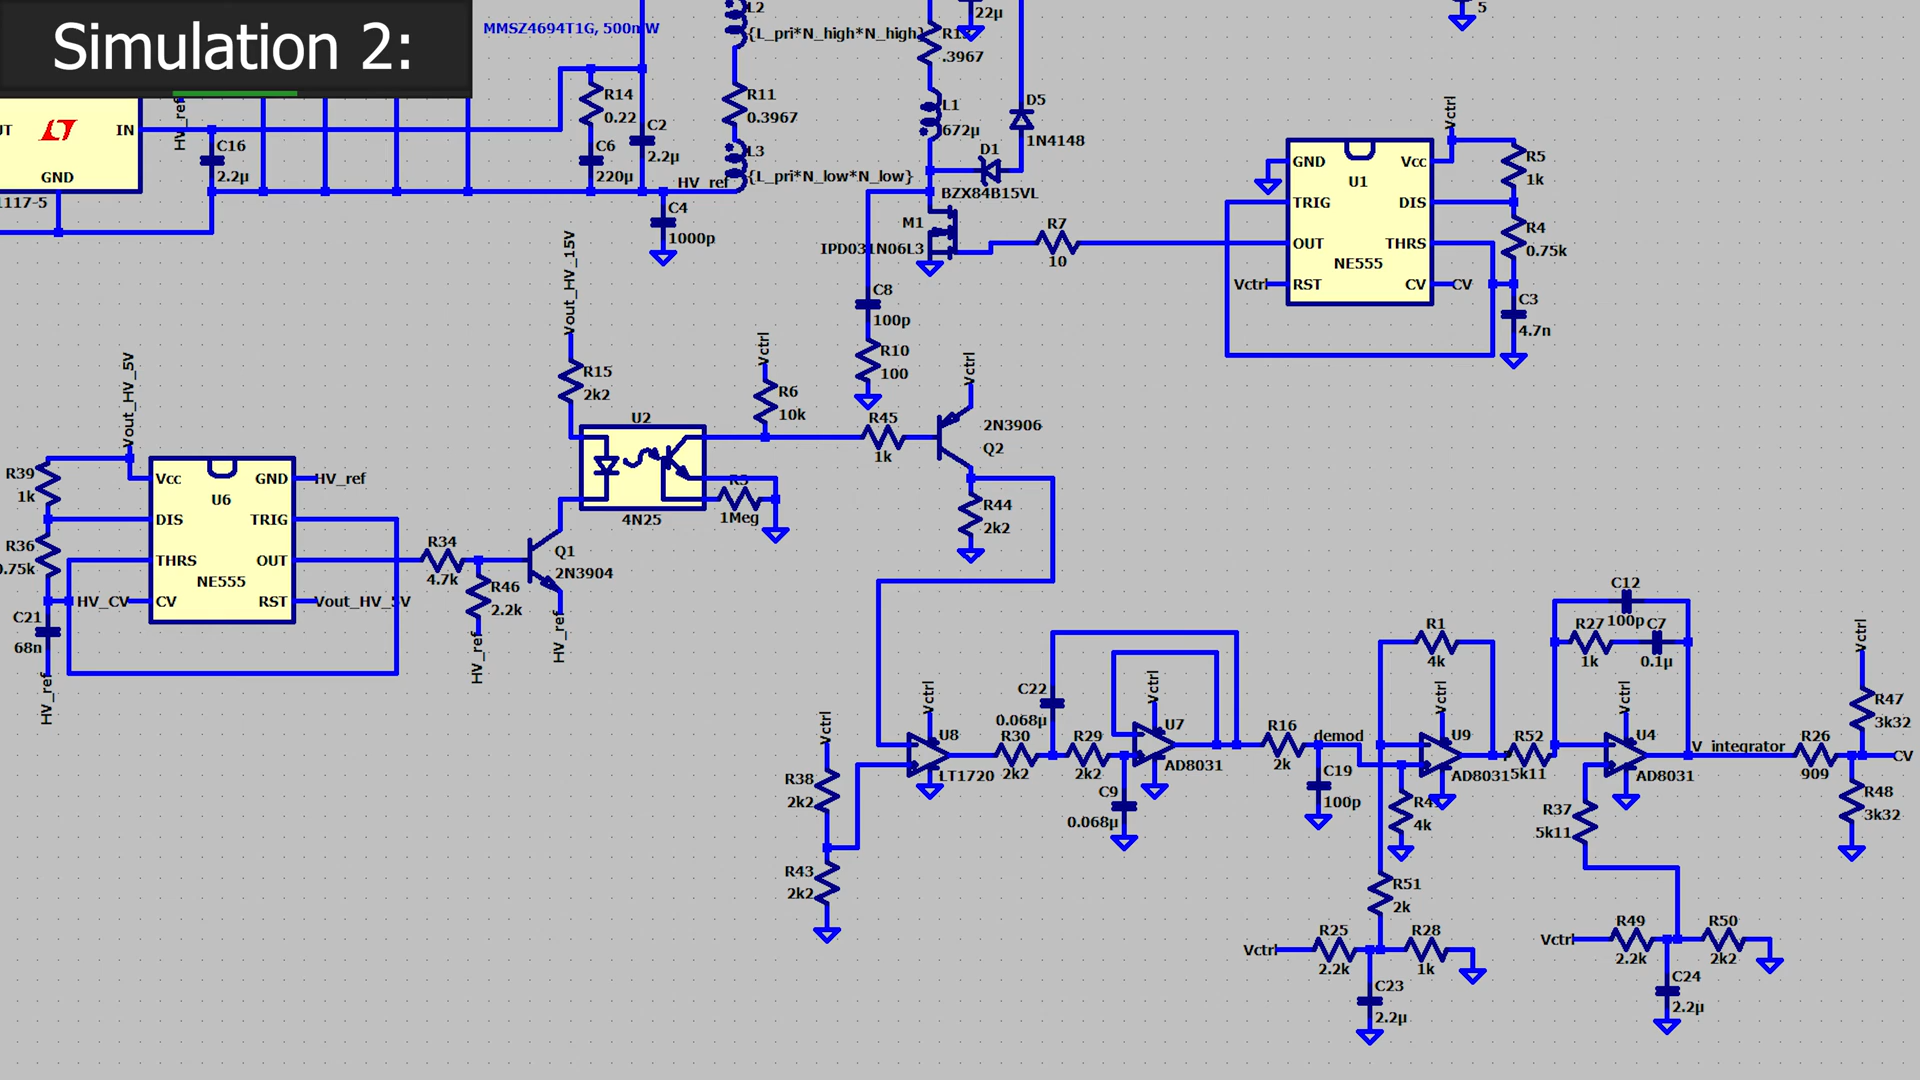 Simulation 2:
MMSZ4694T1G, 500mW
L2
{L_pri*N_high*N_high}
.3967
22µ
5
R14
0.22
C2
2.2µ
C6
220µ
R11
0.3967
L3
{L_pri*N_low*N_low}
HV_ref
C4
1000p
HV_ref
IN
GND
1117-5
C16
2.2µ
L1
672µ
D5
1N4148
D1
BZX84B15VL
M1
IPD031N06L3
R7
10
Vctrl
GND
Vcc
U1
TRIG
DIS
OUT
THRS
NE555
RST
CV
Vctrl
CV
R5
1k
R4
0.75k
C3
4.7n
C8
100p
R10
100
Vout_HV_15V
R15
2k2
Vctrl
R6
10k
U2
4N25
1Meg
R45
1k
Vctrl
2N3906
Q2
R44
2k2
Vout_HV_5V
R39
1k
R36
0.75k
C21
68n
HV_ref
HV_CV
Vcc
GND
U6
DIS
TRIG
THRS
OUT
NE555
CV
RST
HV_ref
Vout_HV_5V
R34
4.7k
R46
2.2k
HV_ref
Q1
2N3904
HV_ref
Vctrl
R38
2k2
R43
2k2
Vctrl
U8
LT1720
R30
2k2
C22
0.068µ
R29
2k2
C9
0.068µ
Vctrl
U7
AD8031
R16
2k
demod
C19
100p
R1
4k
Vctrl
U9
AD8031
4k
R51
2k
Vctrl
R25
2.2k
R28
1k
C23
2.2µ
R52
5k11
C12
100p
R27
1k
C7
0.1µ
Vctrl
U4
AD8031
R37
5k11
Vctrl
R49
2.2k
R50
2k2
C24
2.2µ
V_integrator
R26
909
Vctrl
R47
3k32
CV
R48
3k32